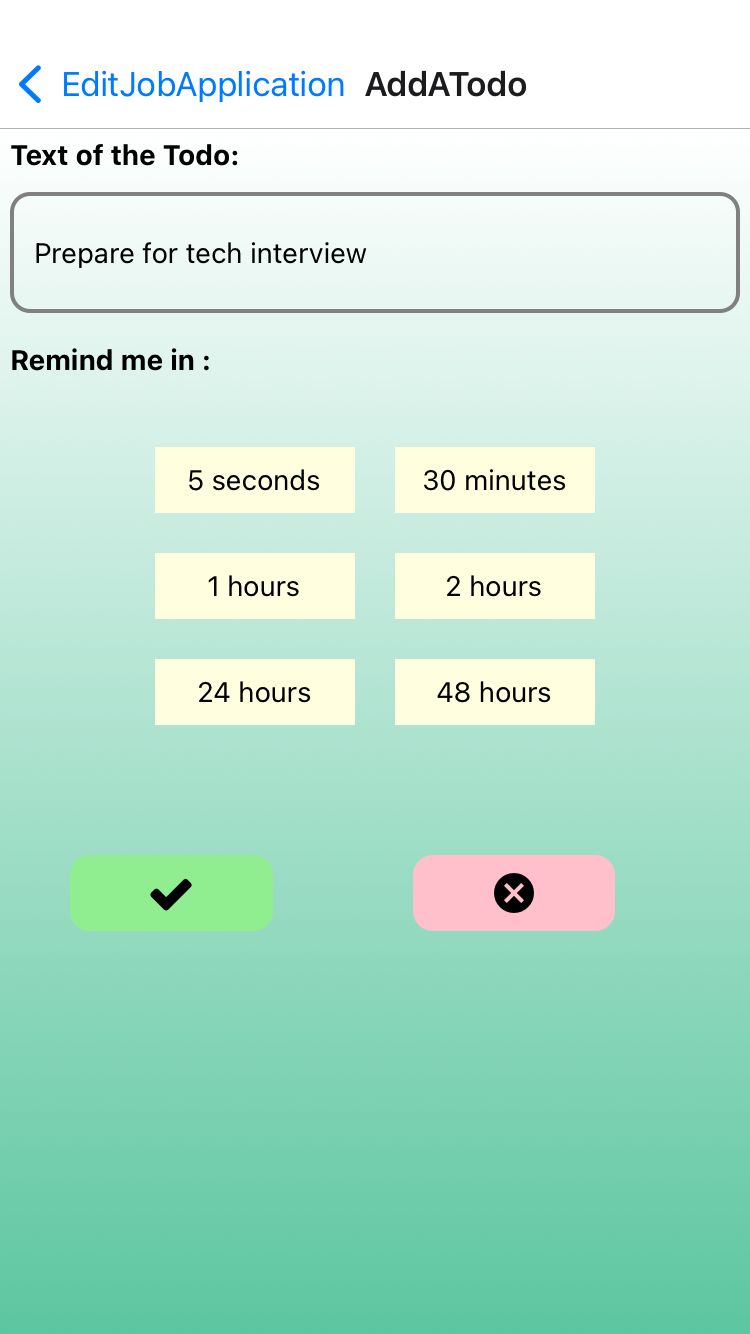 EditJobApplication AddATodo
Text of the Todo:
Prepare for tech interview
Remind me in :
5 seconds 30 minutes
1 hours 2 hours
24 hours 48 hours